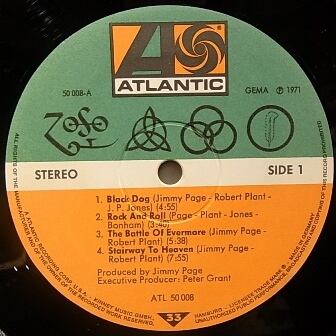 ATLANTIC
50 008-A
GEMA ℗ 1971
STEREO
SIDE 1
1. Black Dog (Jimmy Page - Robert Plant -
J. P. Jones) (4:55)
2. Rock And Roll (Page - Plant - Jones -
Bonham) (3:40)
3. The Battle Of Evermore (Jimmy Page -
Robert Plant) (5:38)
4. Stairway To Heaven (Jimmy Page -
Robert Plant) (7:55)
Produced by Jimmy Page
Executive Producer: Peter Grant
ATL 50 008
33